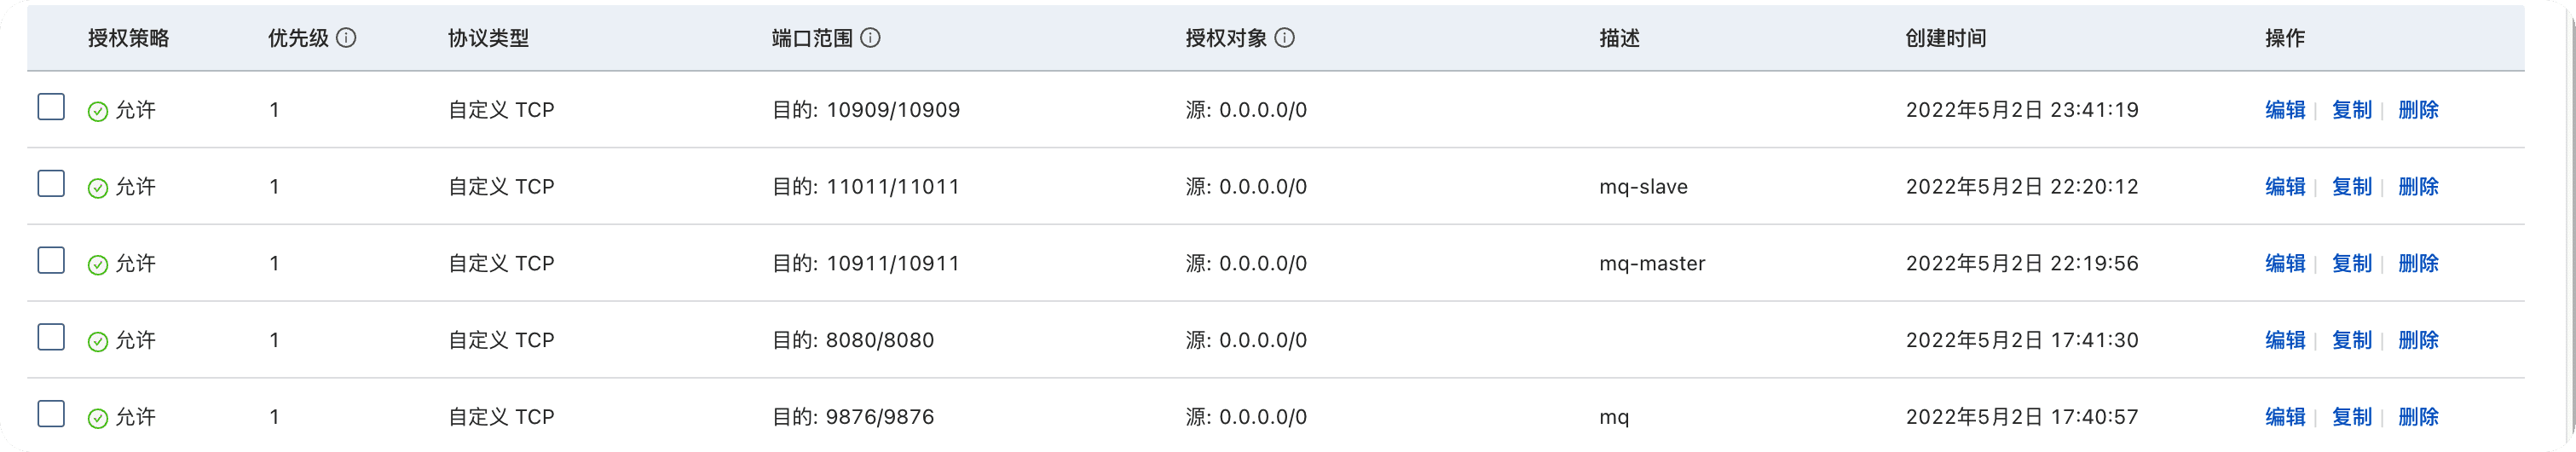 授权策略 优先级 协议类型 端口范围 授权对象 描述 创建时间 操作
允许 1 自定义 TCP 目的: 10909/10909 源: 0.0.0.0/0 2022年5月2日 23:41:19 编辑 | 复制 | 删除
允许 1 自定义 TCP 目的: 11011/11011 源: 0.0.0.0/0 mq-slave 2022年5月2日 22:20:12 编辑 | 复制 | 删除
允许 1 自定义 TCP 目的: 10911/10911 源: 0.0.0.0/0 mq-master 2022年5月2日 22:19:56 编辑 | 复制 | 删除
允许 1 自定义 TCP 目的: 8080/8080 源: 0.0.0.0/0 2022年5月2日 17:41:30 编辑 | 复制 | 删除
允许 1 自定义 TCP 目的: 9876/9876 源: 0.0.0.0/0 mq 2022年5月2日 17:40:57 编辑 | 复制 | 删除